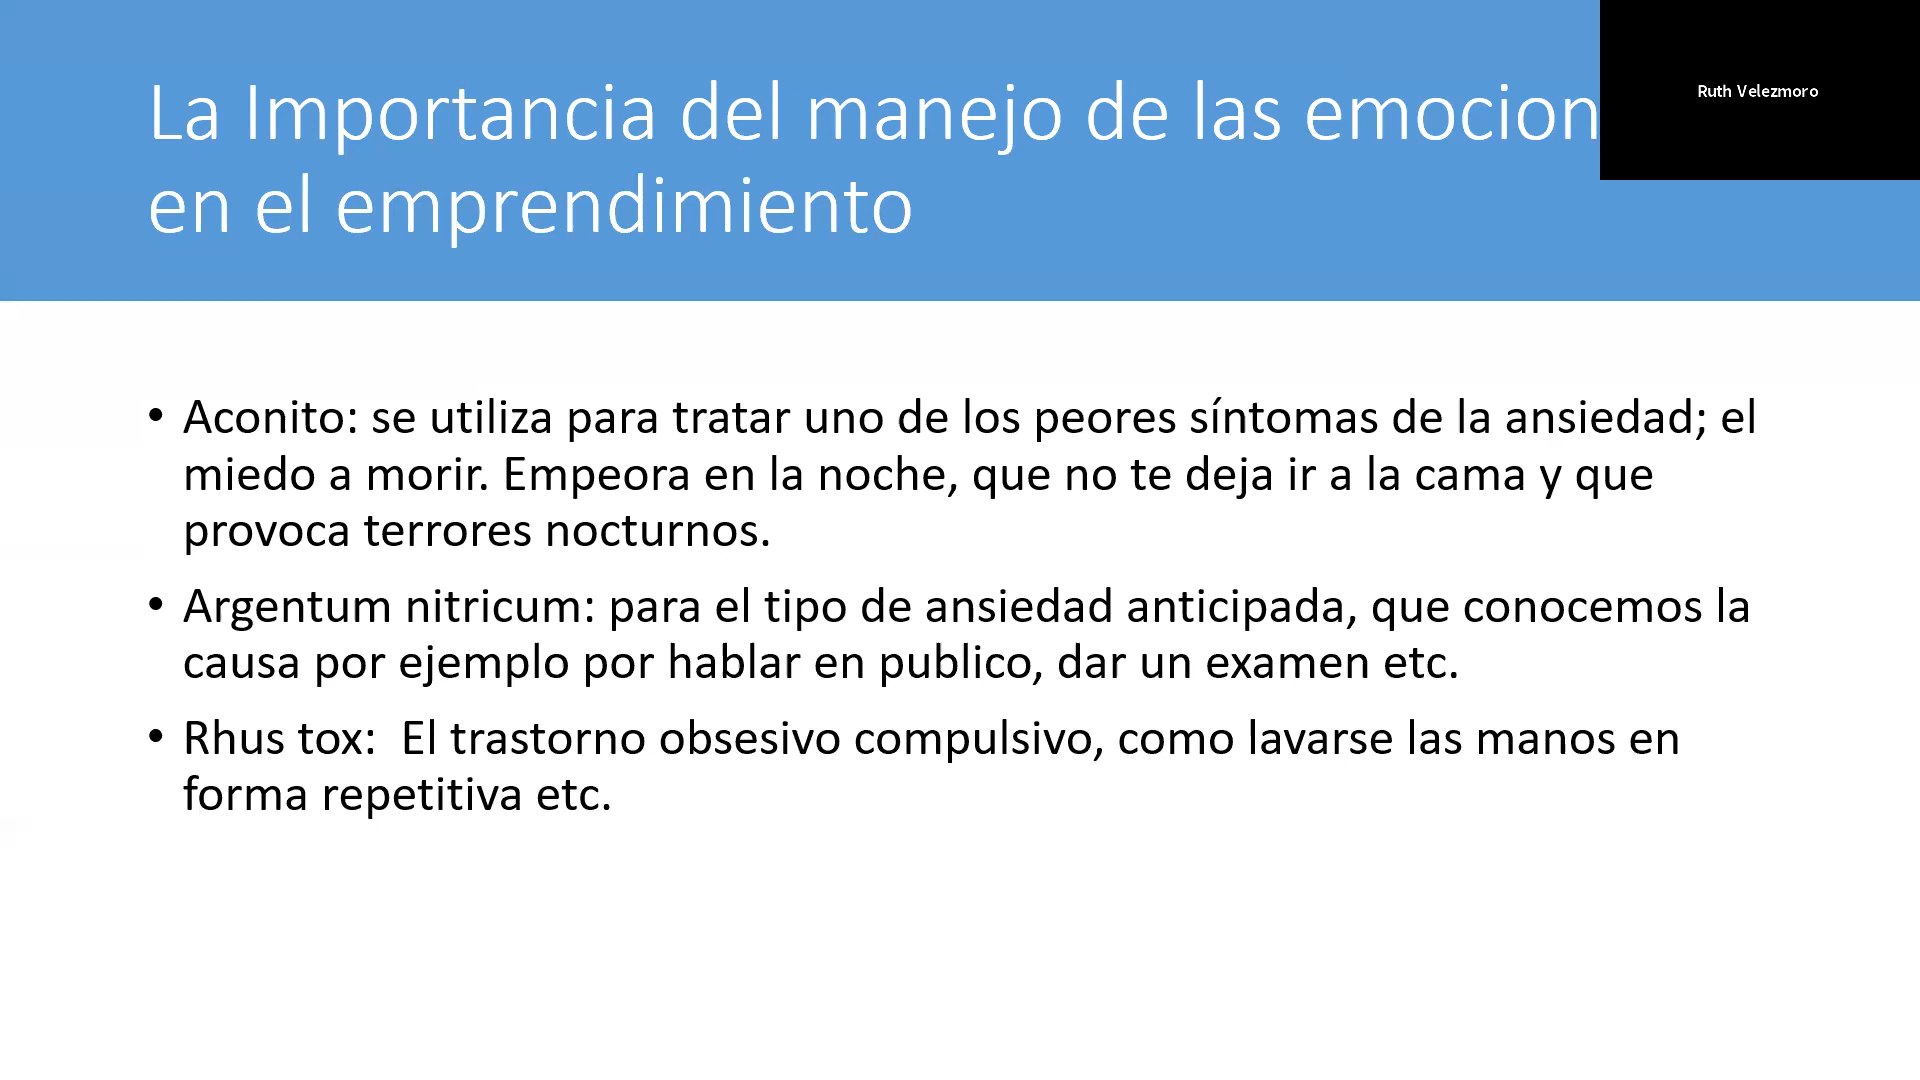 La Importancia del manejo de las emocion
en el emprendimiento
Ruth Velezmoro
• Aconito: se utiliza para tratar uno de los peores síntomas de la ansiedad; el
miedo a morir. Empeora en la noche, que no te deja ir a la cama y que
provoca terrores nocturnos.
• Argentum nitricum: para el tipo de ansiedad anticipada, que conocemos la
causa por ejemplo por hablar en publico, dar un examen etc.
• Rhus tox:  El trastorno obsesivo compulsivo, como lavarse las manos en
forma repetitiva etc.